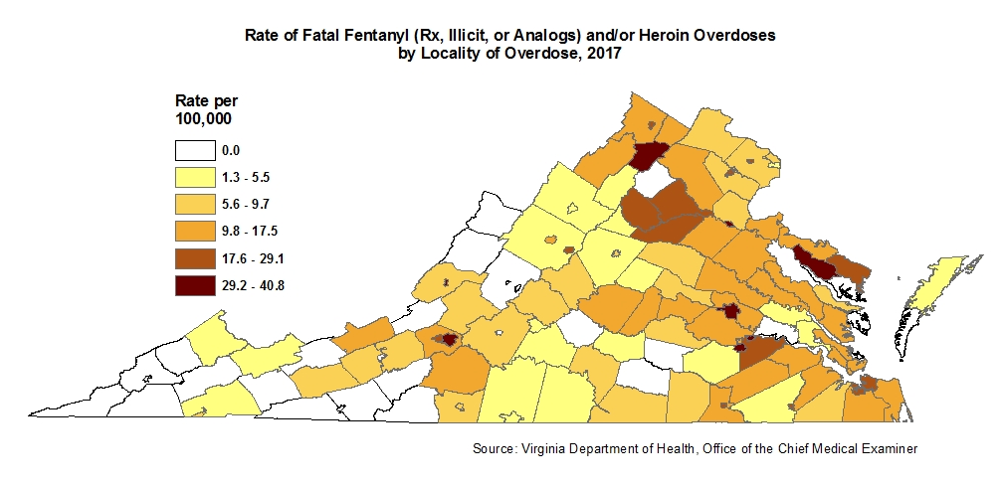 Rate of Fatal Fentanyl (Rx, Illicit, or Analogs) and/or Heroin Overdoses
by Locality of Overdose, 2017
Rate per
100,000
0.0
1.3 - 5.5
5.6 - 9.7
9.8 - 17.5
17.6 - 29.1
29.2 - 40.8
Source: Virginia Department of Health, Office of the Chief Medical Examiner